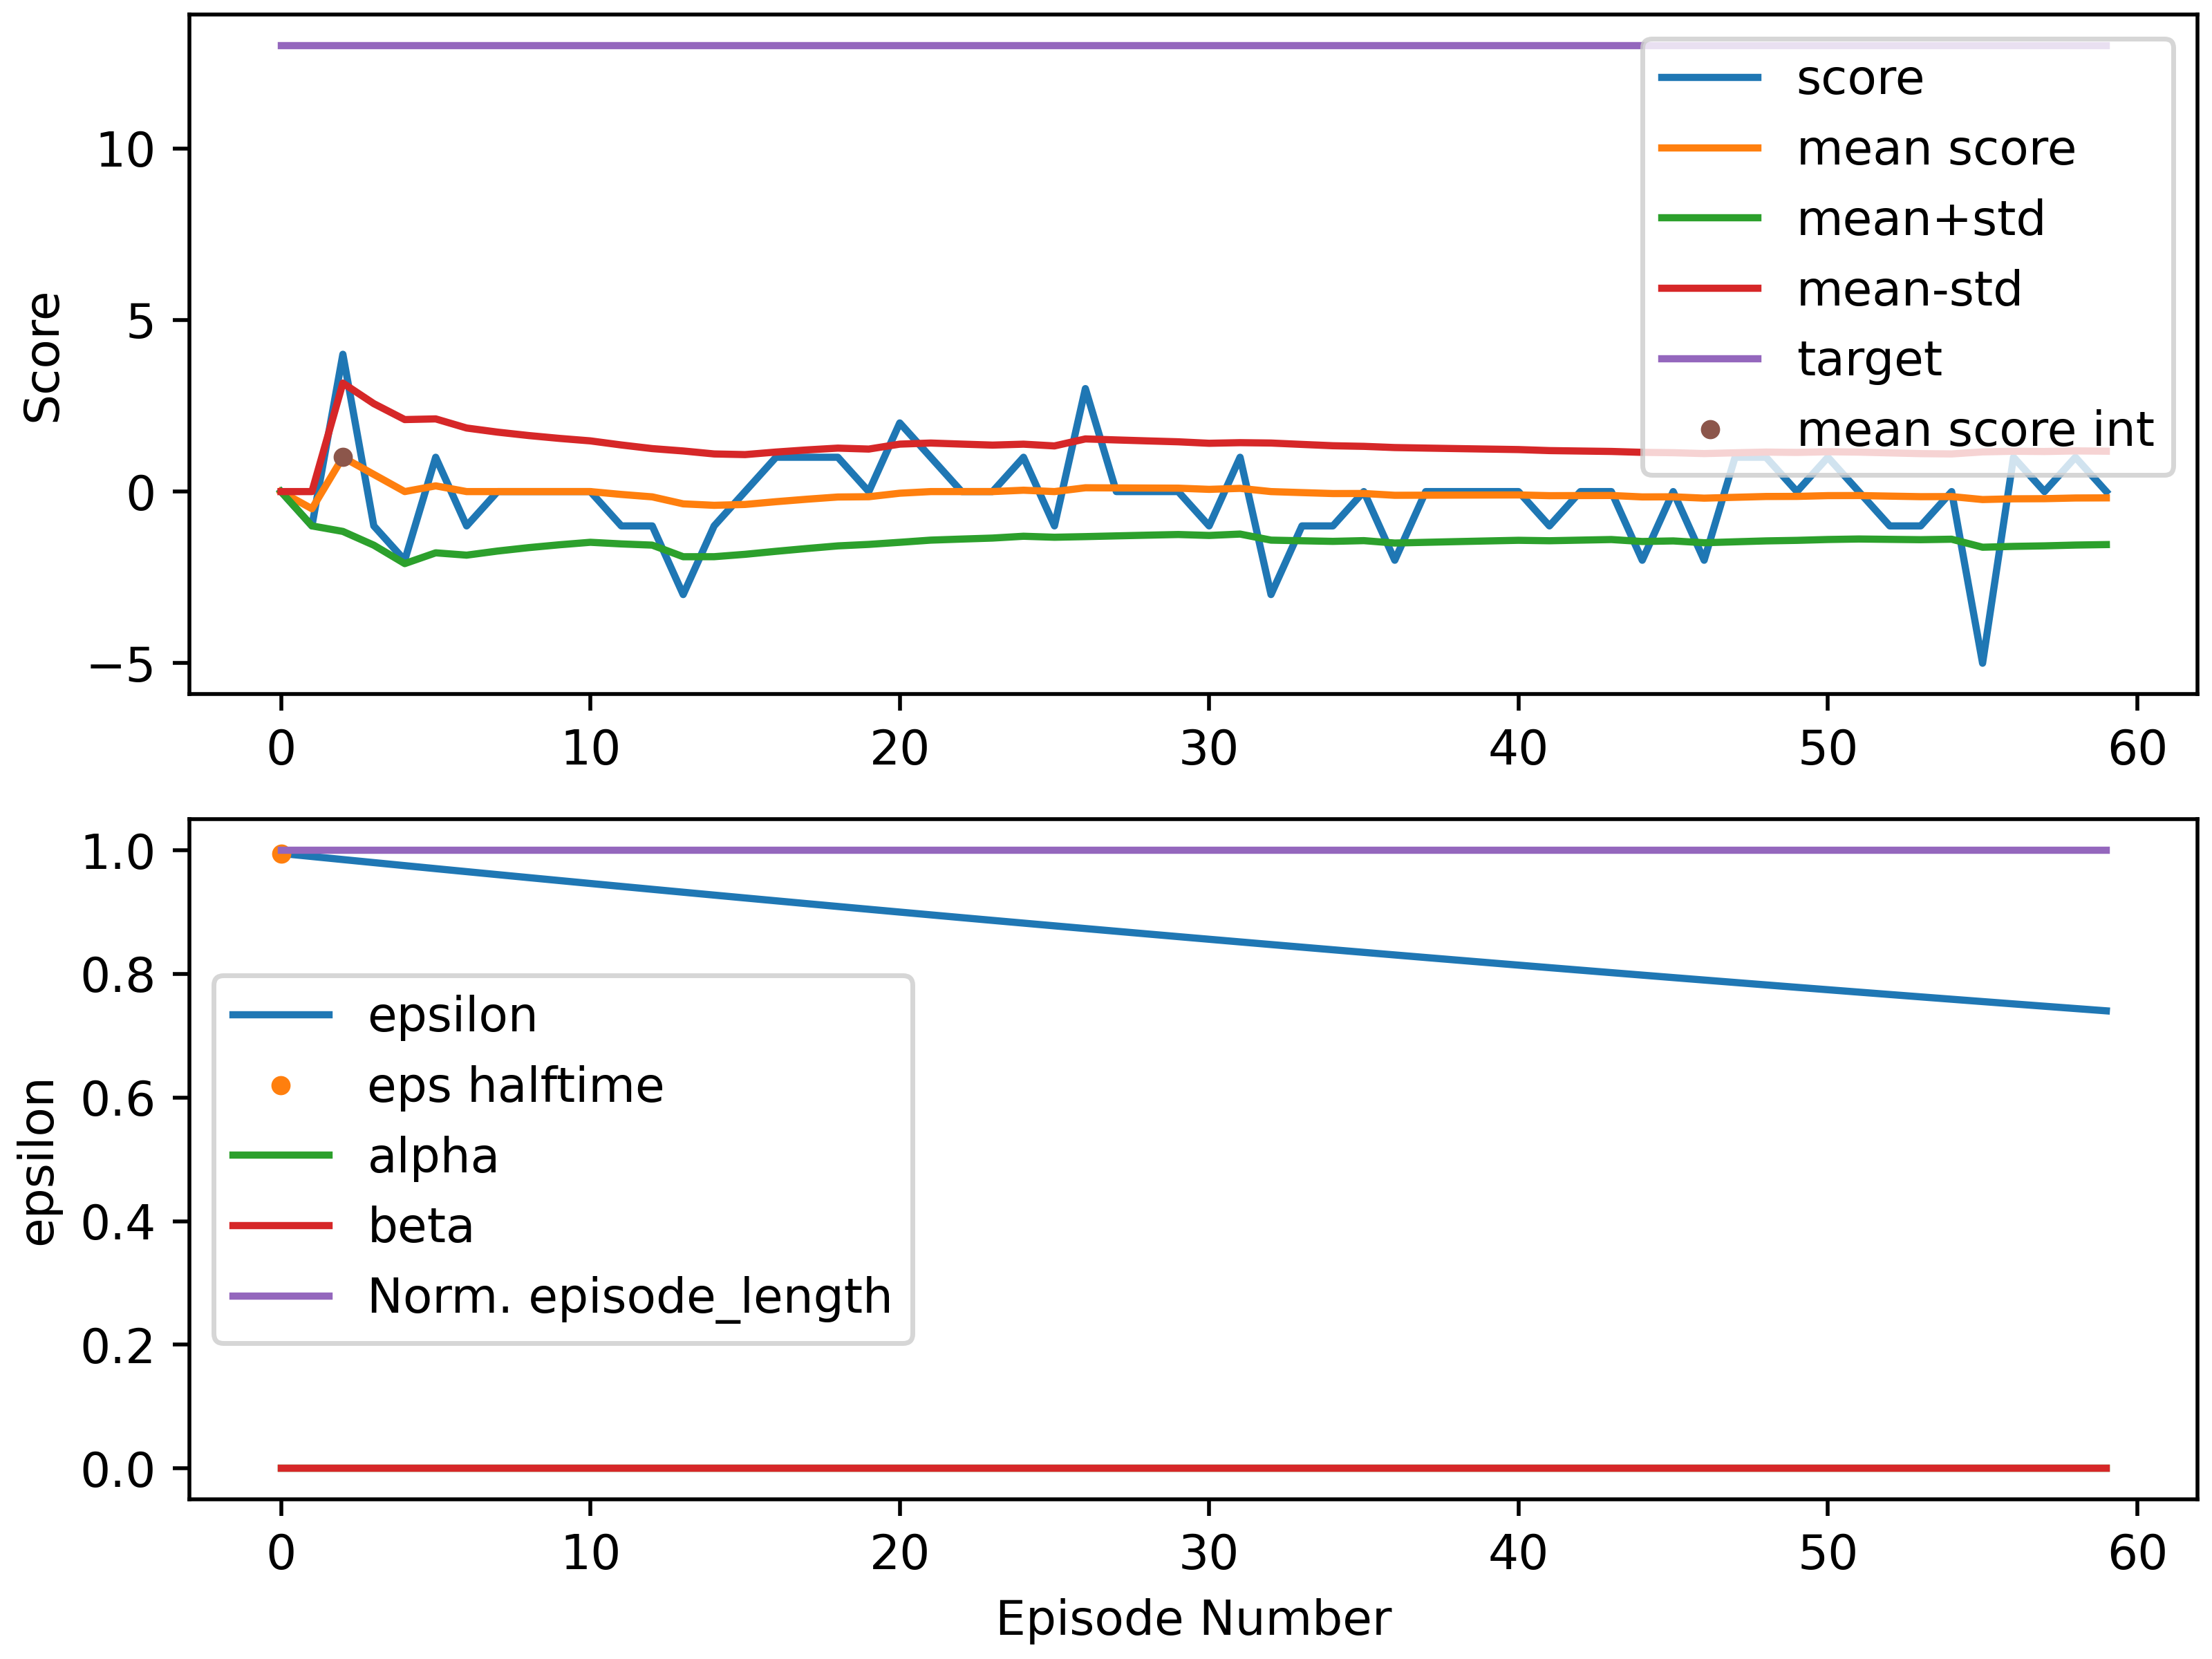 Score
10
5
0
−5
score
mean score
mean+std
mean-std
target
mean score int
0 10 20 30 40 50 60
epsilon
1.0
0.8
0.6
0.4
0.2
0.0
epsilon
eps halftime
alpha
beta
Norm. episode_length
0 10 20 30 40 50 60
Episode Number